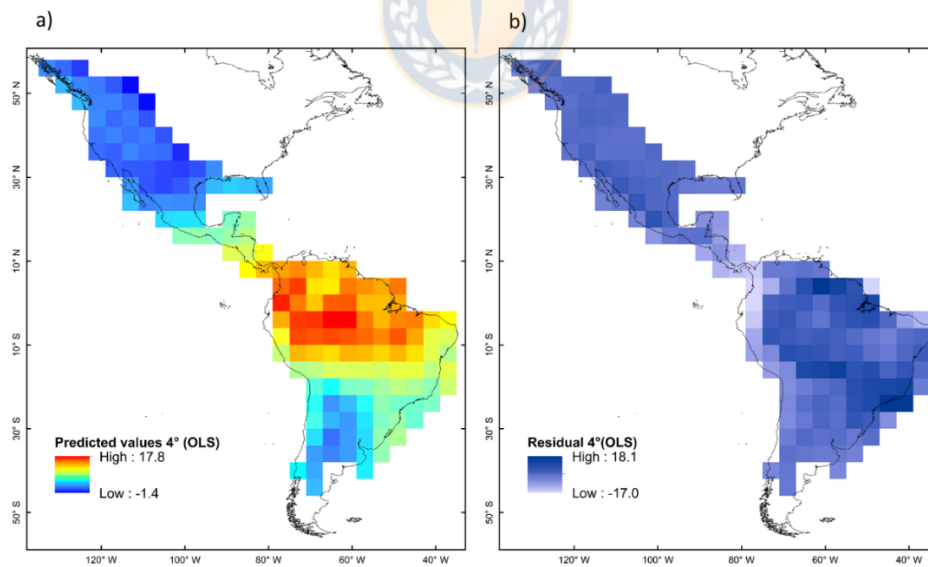 a)
b)
50° N
30° N
10° N
10° S
30° S
50° S
Predicted values 4° (OLS)
High : 17.8
Low : -1.4
120° W
100° W
80° W
60° W
40° W
50° N
30° N
10° N
10° S
30° S
50° S
Residual 4°(OLS)
High : 18.1
Low : -17.0
120° W
100° W
80° W
60° W
40° W